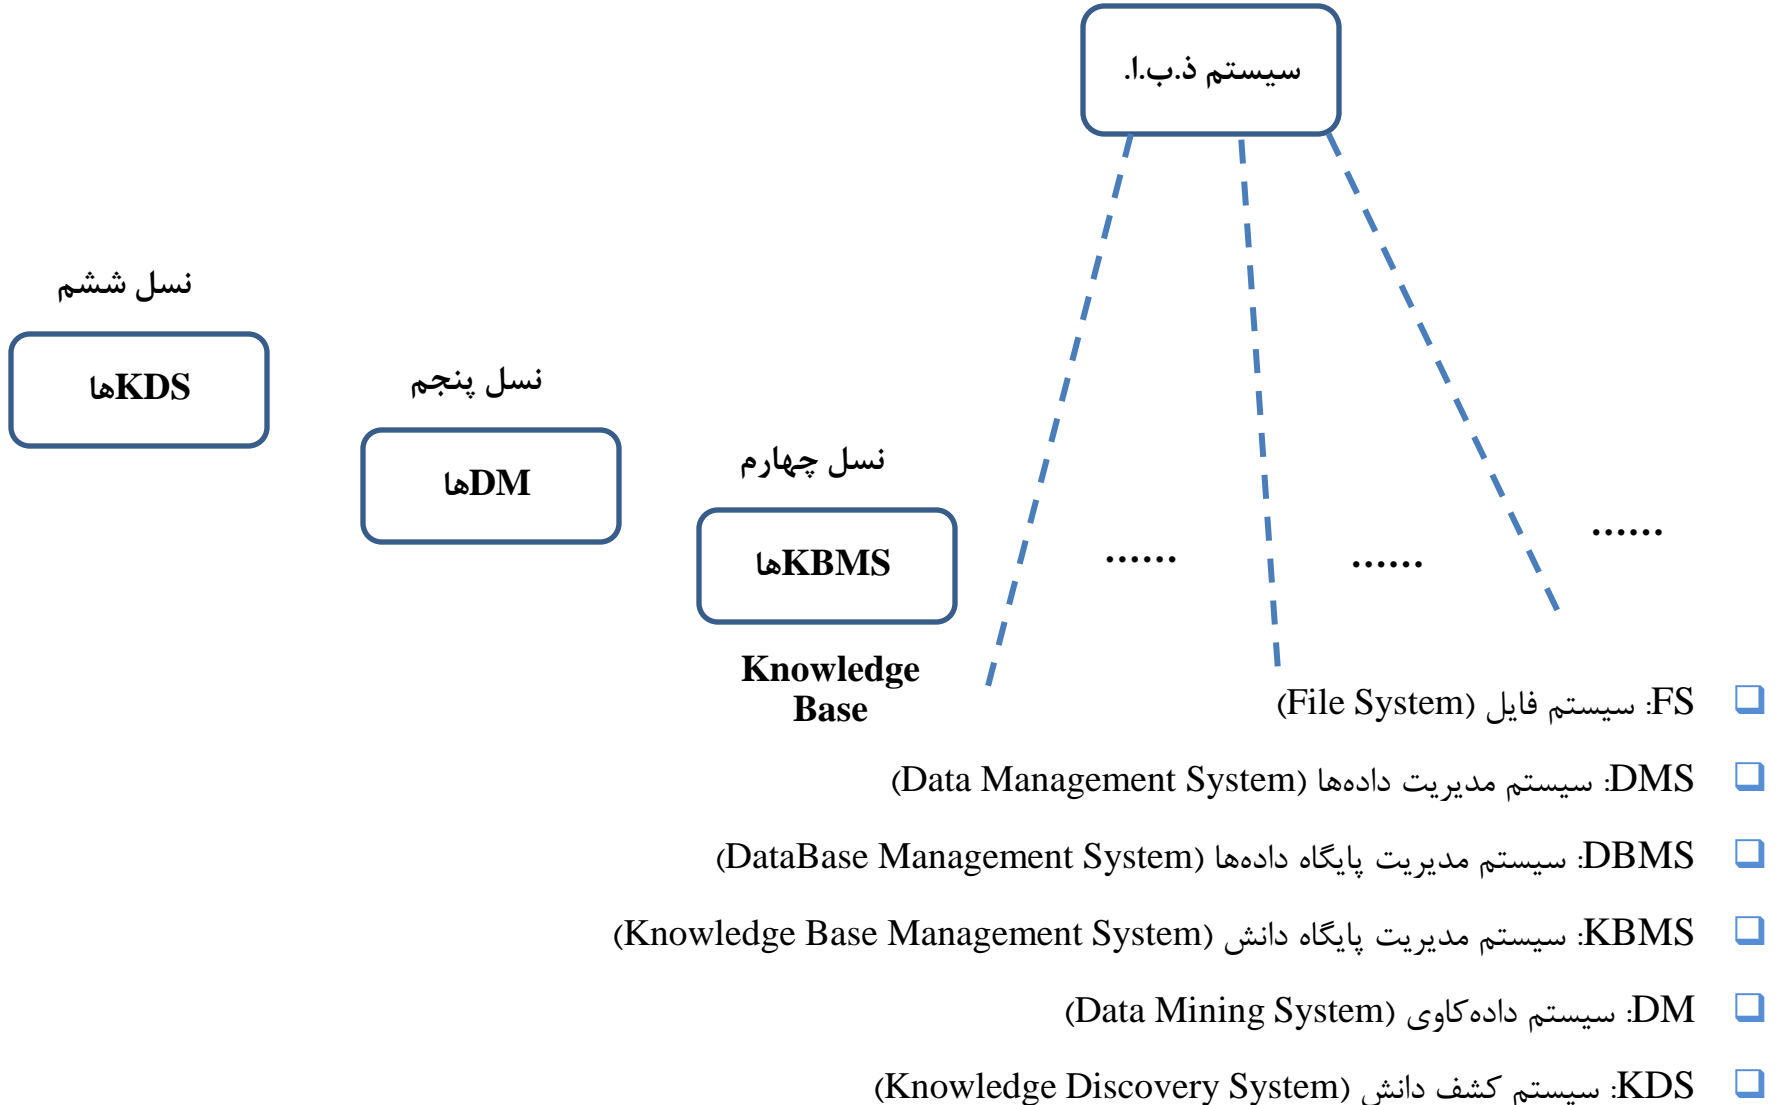 سیستم ذ.ب.ا.
نسل ششم
KDSها
نسل پنجم
DMها
نسل چهارم
KBMSها
Knowledge
Base
......
......
......
FS: سیستم فایل (File System)
DMS: سیستم مدیریت داده‌ها (Data Management System)
DBMS: سیستم مدیریت پایگاه داده‌ها (DataBase Management System)
KBMS: سیستم مدیریت پایگاه دانش (Knowledge Base Management System)
DM: سیستم داده‌کاوی (Data Mining System)
KDS: سیستم کشف دانش (Knowledge Discovery System)